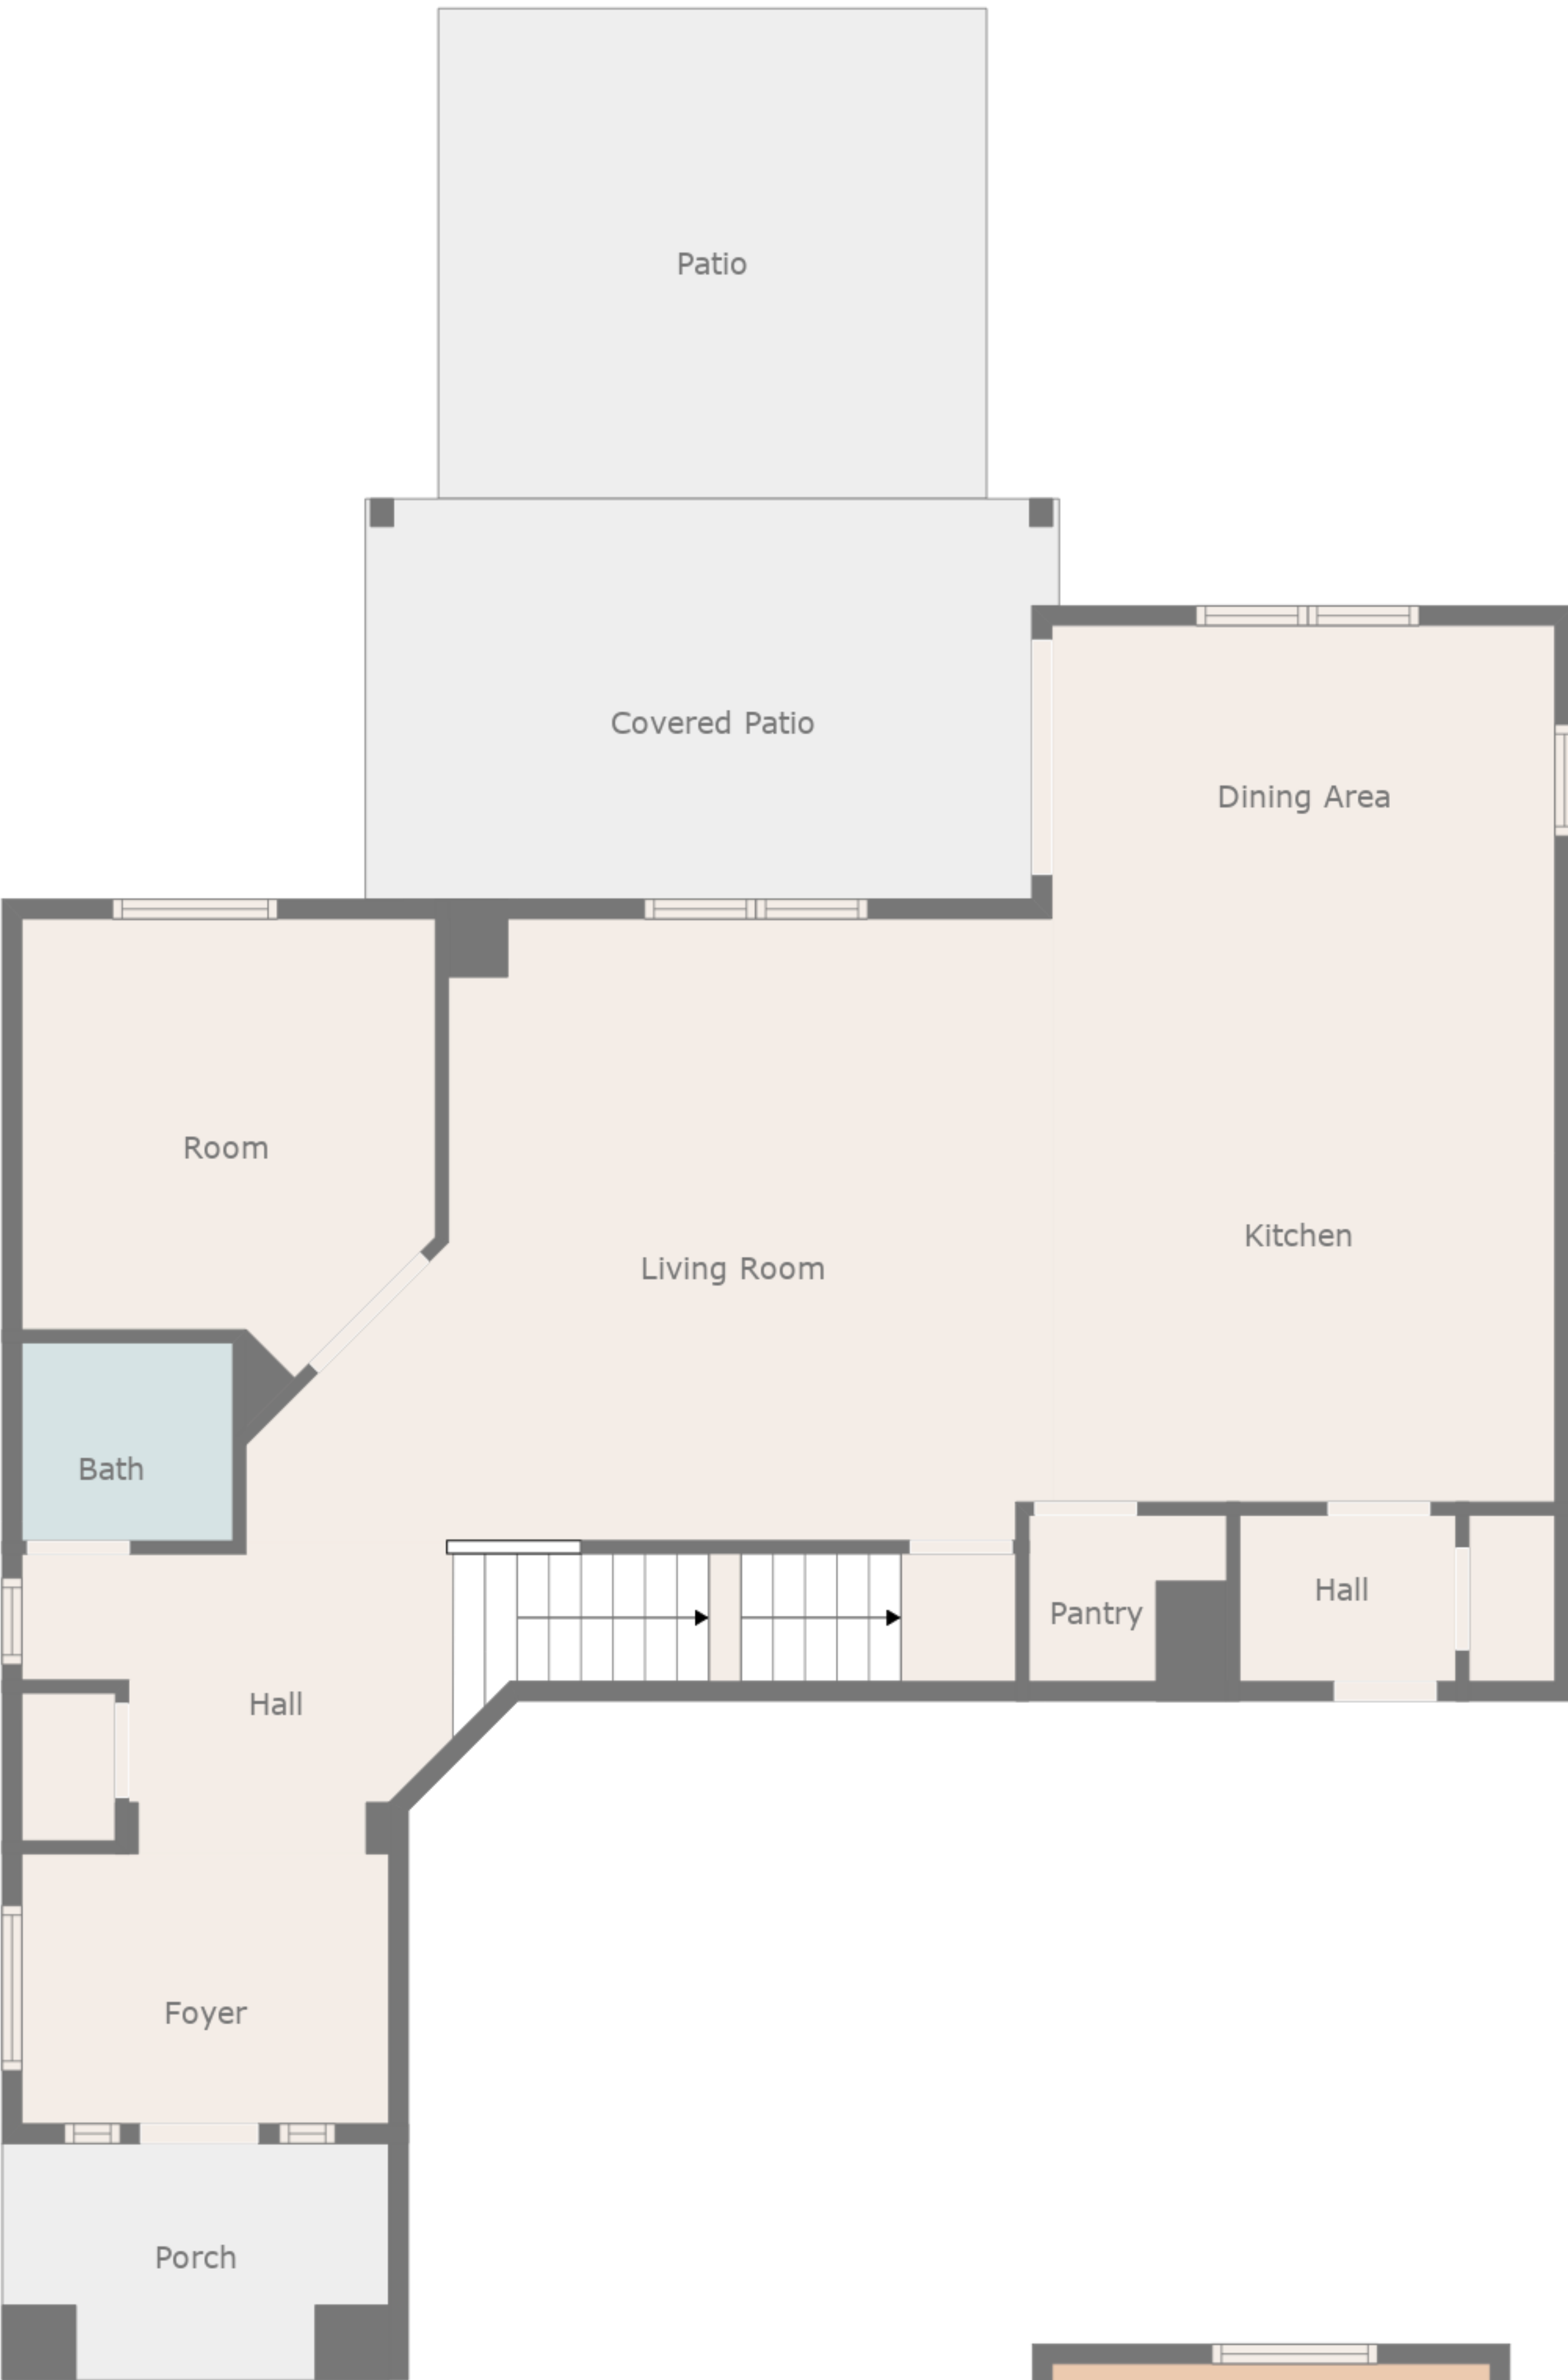 Patio
Covered Patio
Dining Area
Room
Kitchen
Living Room
Bath
Hall
Pantry
Hall
Foyer
Porch